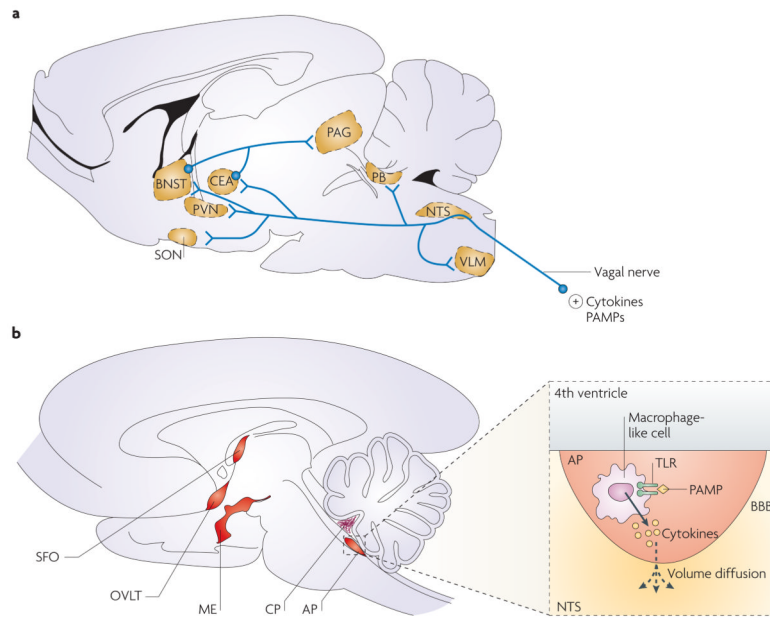 a
PAG
BNST
CEA
PB
PVN
NTS
SON
VLM
Vagal nerve
+ Cytokines
PAMPs
b
4th ventricle
Macrophage-
like cell
AP
TLR
PAMP
BBB
Cytokines
Volume diffusion
NTS
SFO
OVLT
ME
CP
AP